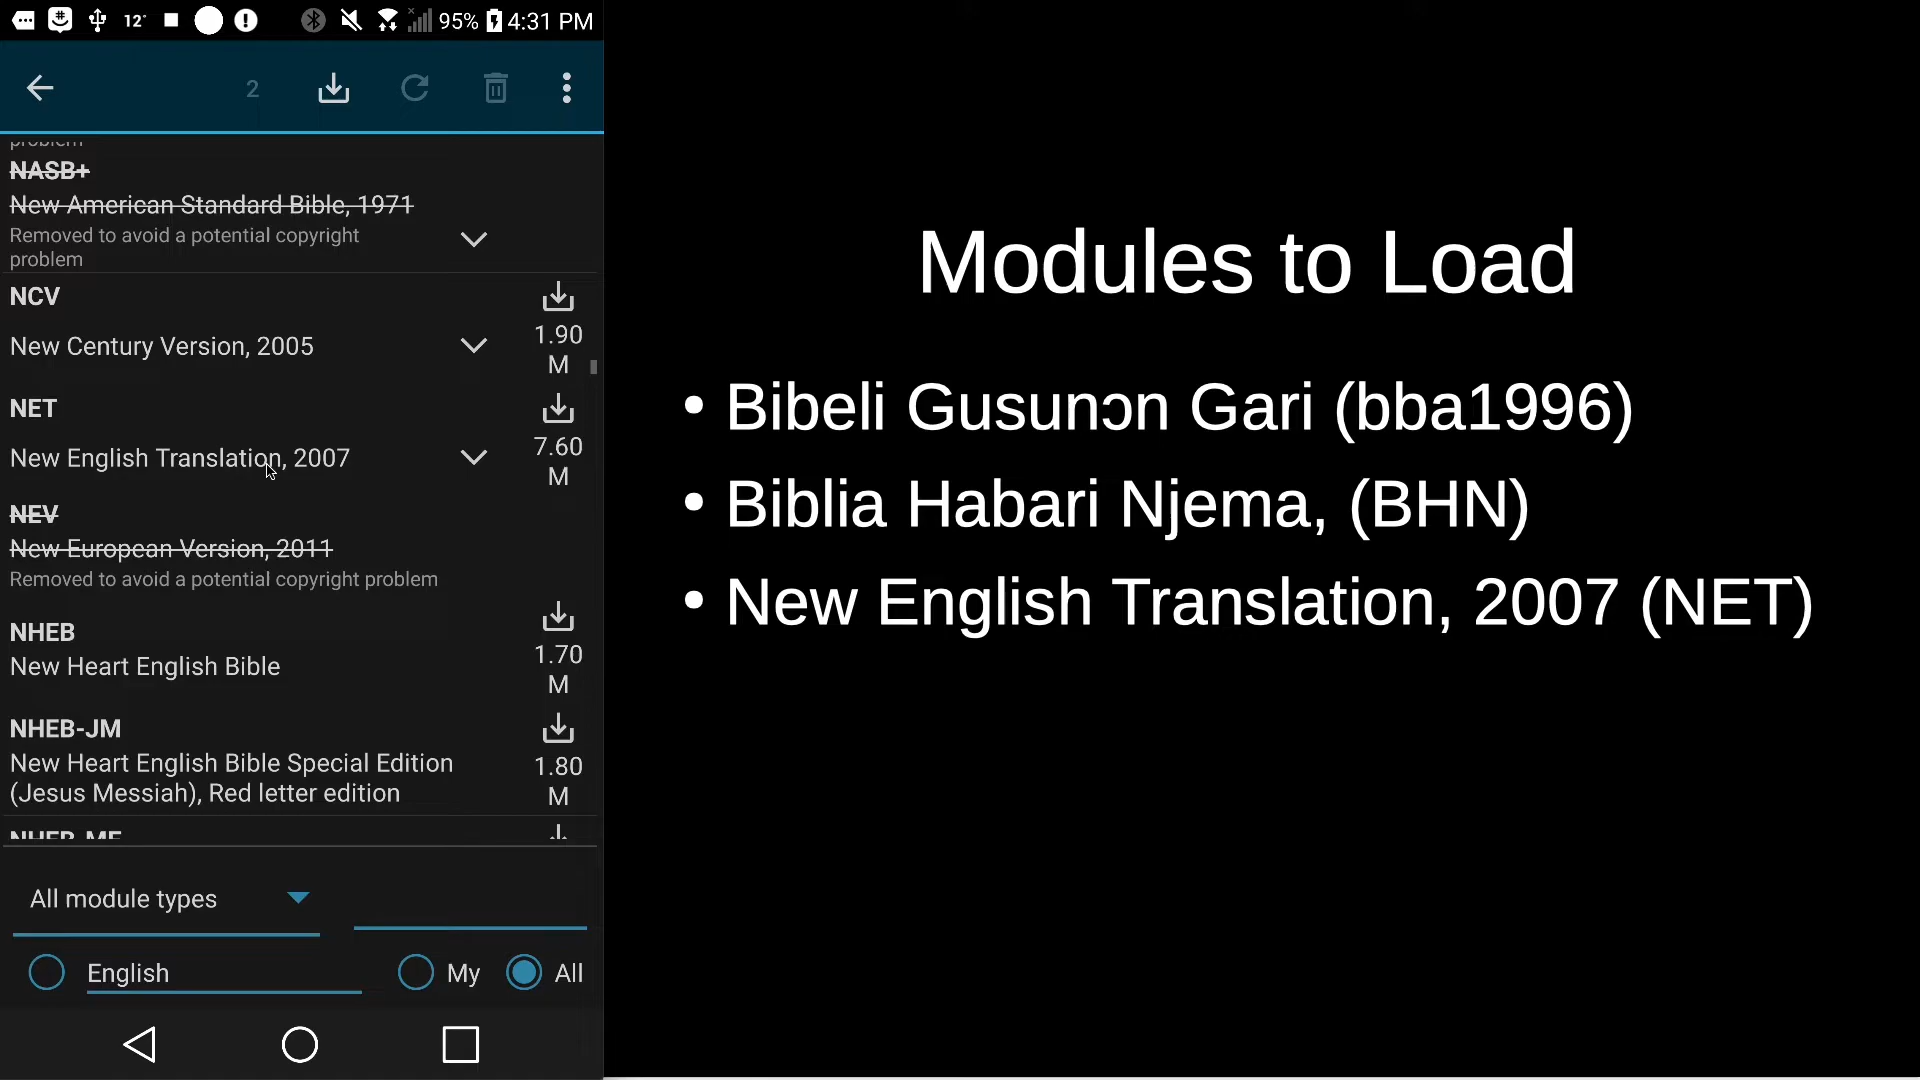 12°
95%
4:31 PM
2
problem
NASB+
New American Standard Bible, 1971
Removed to avoid a potential copyright
problem
NCV
New Century Version, 2005
1.90
M
NET
New English Translation, 2007
7.60
M
NEV
New European Version, 2011
Removed to avoid a potential copyright problem
NHEB
New Heart English Bible
1.70
M
NHEB-JM
New Heart English Bible Special Edition
(Jesus Messiah), Red letter edition
1.80
M
NHEB-ME
All module types
English
My
All
Modules to Load
• Bibeli Gusunɔn Gari (bba1996)
• Biblia Habari Njema, (BHN)
• New English Translation, 2007 (NET)